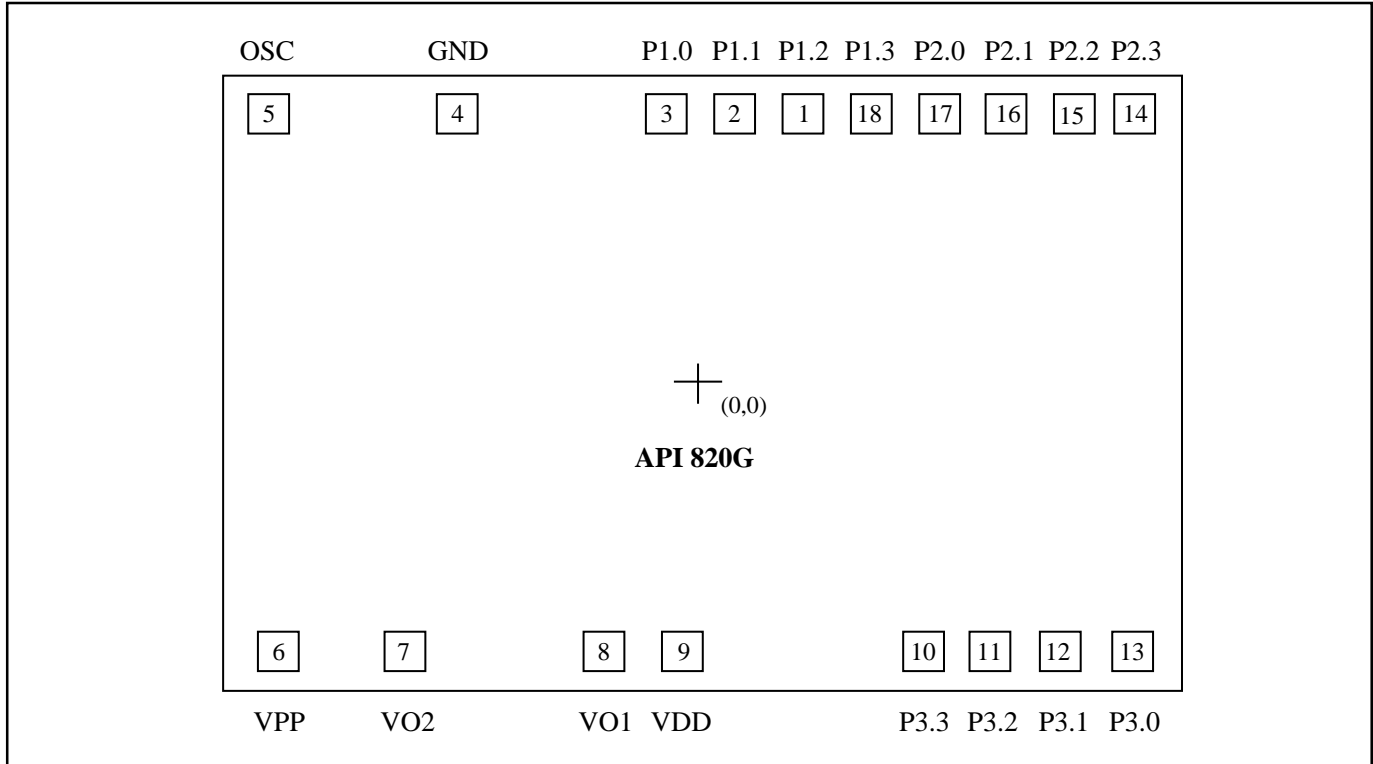 OSC GND P1.0 P1.1 P1.2 P1.3 P2.0 P2.1 P2.2 P2.3
5 4 3 2 1 18 17 16 15 14
(0,0)
API 820G
6 7 8 9 10 11 12 13
VPP VO2 VO1 VDD P3.3 P3.2 P3.1 P3.0